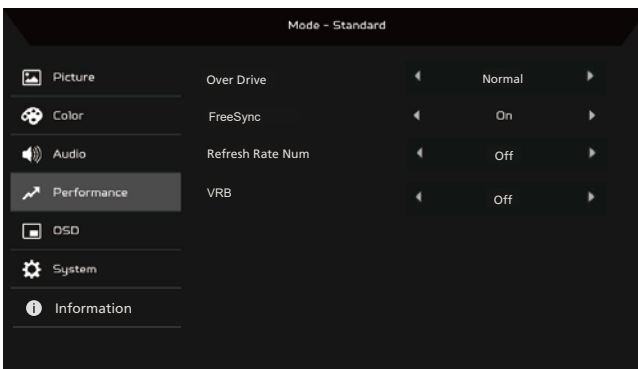 Mode - Standard
Picture
Over Drive Normal
Color
FreeSync On
Audio
Refresh Rate Num Off
Performance
VRB Off
OSD
System
Information